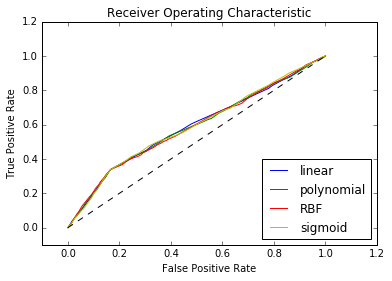 Receiver Operating Characteristic
1.2
1.0
0.8
0.6
0.4
0.2
0.0
True Positive Rate
linear
polynomial
RBF
sigmoid
0.0 0.2 0.4 0.6 0.8 1.0 1.2
False Positive Rate